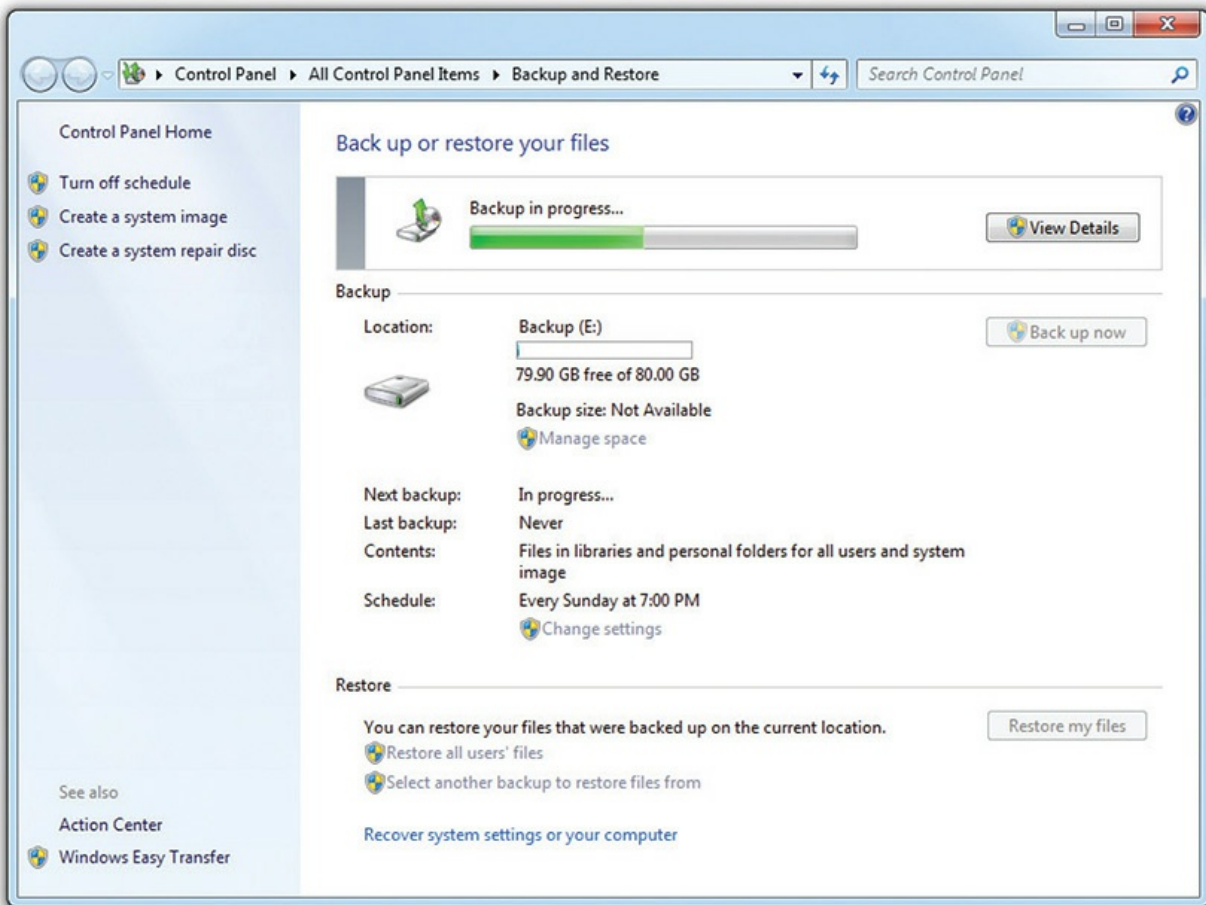 Control Panel ▸ All Control Panel Items ▸ Backup and Restore
Search Control Panel
Control Panel Home
Turn off schedule
Create a system image
Create a system repair disc
See also
Action Center
Windows Easy Transfer
Back up or restore your files
Backup in progress...
View Details
Backup
Location:
Backup (E:)
Back up now
79.90 GB free of 80.00 GB
Backup size: Not Available
Manage space
Next backup: In progress...
Last backup: Never
Contents: Files in libraries and personal folders for all users and system
image
Schedule: Every Sunday at 7:00 PM
Change settings
Restore
You can restore your files that were backed up on the current location.
Restore my files
Restore all users' files
Select another backup to restore files from
Recover system settings or your computer